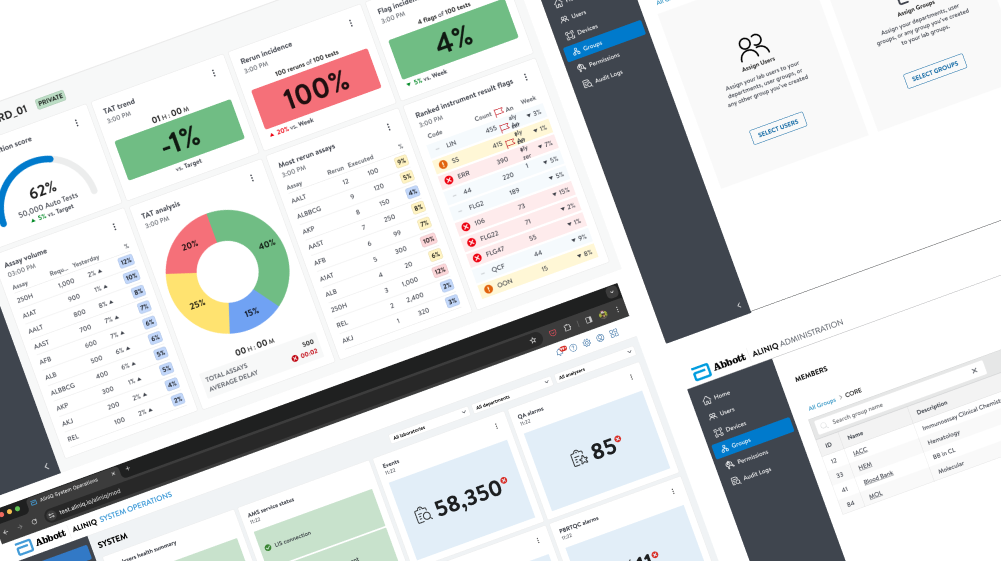 RD_01 PRIVATE
tion score
62%
50,000 Auto Tests
▲ 5% vs. Target
TAT trend
3:00 PM
01 H : 00 M
-1%
vs. Target
Rerun incidence
3:00 PM
100 reruns of 100 tests
100%
▲ 20% vs. Week
Flag inciden
3:00 PM
4 flags of 100 tests
4%
▼ 5% vs. Week
Assay volume
03:00 PM
Assay Requ... Yesterday %
250H 1,000 2% ▲ 12%
A1AT 900 1% ▲ 10%
AALT 800 8% ▲ 8%
AAST 700 7% ▲ 7%
AFB 600 7% ▲ 6%
ALB 500 6% ▲ 6%
ALBBCG 400 6% ▲ 5%
AKP 300 1% ▲ 5%
AKJ 200 2% ▲ 4%
REL 100 2% ▲ 2%
TAT analysis
3:00 PM
20%
40%
25%
15%
00 H : 00 M
TOTAL ASSAYS 500
AVERAGE DELAY 00:02
Most rerun assays
3:00 PM
Assay Rerun Executed %
AALT 12 100 9%
ALBBCG 9 120 5%
AKP 8 150 4%
AAST 7 250 8%
AFB 6 99 7%
A1AT 5 300 10%
ALB 4 20 6%
250H 3 1,000 12%
REL 2 2,400 2%
AKJ 1 320 3%
Ranked instrument result flags
3:00 PM
Code Count Analyzer Week
LIN 455 ▼ 3%
55 415 ▼ 1%
ERR 390 ▼ 7%
44 220 1 ▼ 5%
FLG2 189 ▼ 5%
106 73 ▼ 15%
FLG22 71 ▼ 2%
FLG47 55 ▼ 1%
QCF 44 ▼ 9%
OON 15 ▼ 8%
Users
Devices
Groups
Permissions
Audit Logs
Assign Users
Assign your lab users to your
departments, user groups, or
any other group you've created
SELECT USERS
Assign Groups
Assign your departments, user
groups, or any group you've created
to your lab groups.
SELECT GROUPS
AlinIQ System Operations
test.aliniq.io/aliniq/mod
Abbott ALINIQ SYSTEM OPERATIONS
SYSTEM
All laboratories
All departments
All analyzers
zers health summary
AMS service status
11:22
LIS connection
Events
11:22
58,350
QA alarms
11:22
85
PBRTQC alarms
11:22
Abbott ALINIQ ADMINISTRATION
Home
Users
Devices
Groups
Permissions
Audit Logs
MEMBERS
All Groups > CORE
Search group name
ID Name Description
12 IACC Immunoassay Clinical Chemist
33 HEM Hematology
41 Blood Bank BB in CL
84 MOL Molecular